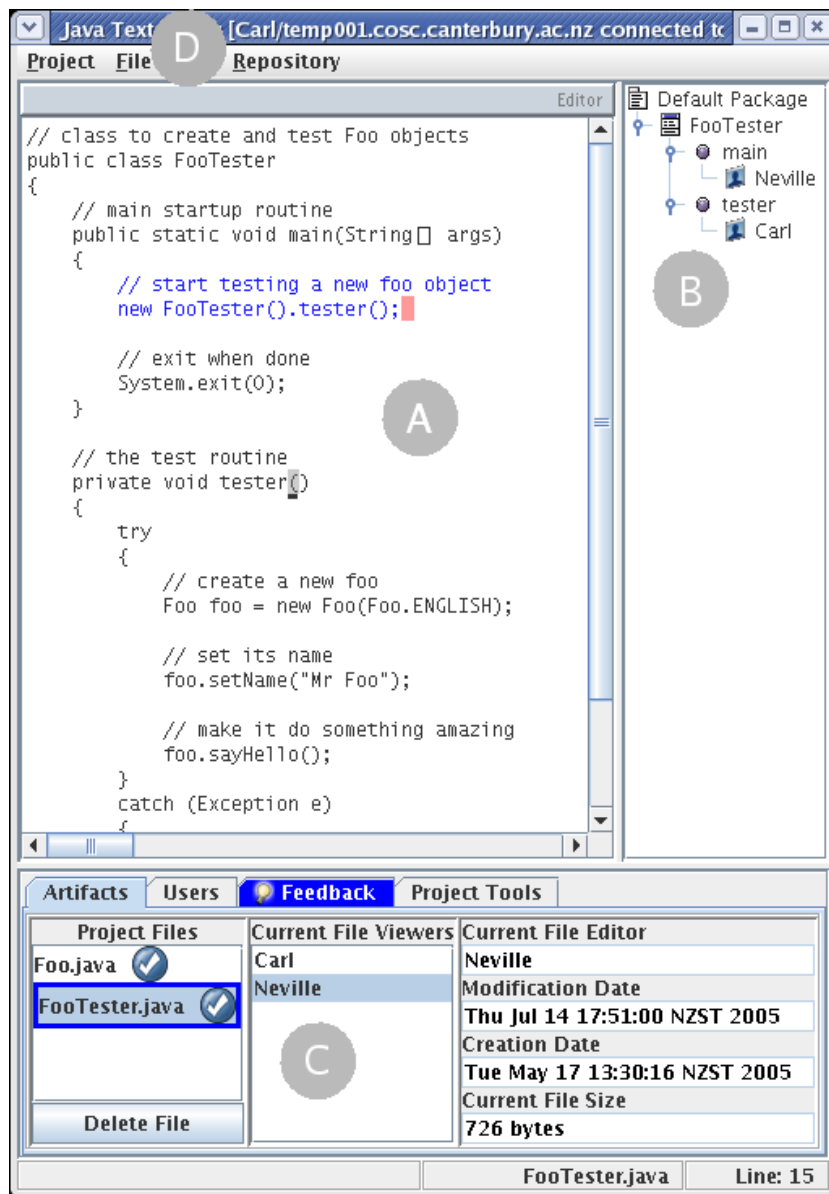 Java Text [Carl/temp001.cosc.canterbury.ac.nz connected to
D
Project File Repository
Editor
// class to create and test Foo objects
public class FooTester
{
// main startup routine
public static void main(String[] args)
{
// start testing a new foo object
new FooTester().tester();
// exit when done
System.exit(0);
}
A
// the test routine
private void tester()
{
try
{
// create a new foo
Foo foo = new Foo(Foo.ENGLISH);
// set its name
foo.setName("Mr Foo");
// make it do something amazing
foo.sayHello();
}
catch (Exception e)
{
Default Package
FooTester
main
Neville
tester
Carl
B
Artifacts Users Feedback Project Tools
Project Files
Foo.java
FooTester.java
Delete File
Current File Viewers
Carl
Neville
C
Current File Editor
Neville
Modification Date
Thu Jul 14 17:51:00 NZST 2005
Creation Date
Tue May 17 13:30:16 NZST 2005
Current File Size
726 bytes
FooTester.java Line: 15